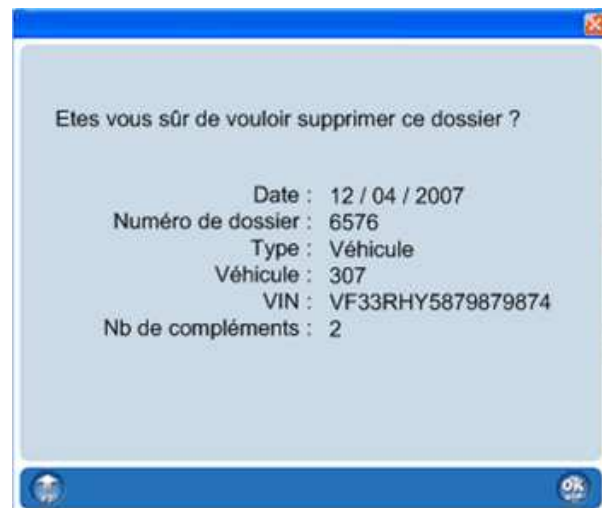 Etes vous sûr de vouloir supprimer ce dossier ?
Date : 12 / 04 / 2007
Numéro de dossier : 6576
Type : Véhicule
Véhicule : 307
VIN : VF33RHY5879879874
Nb de compléments : 2
OK